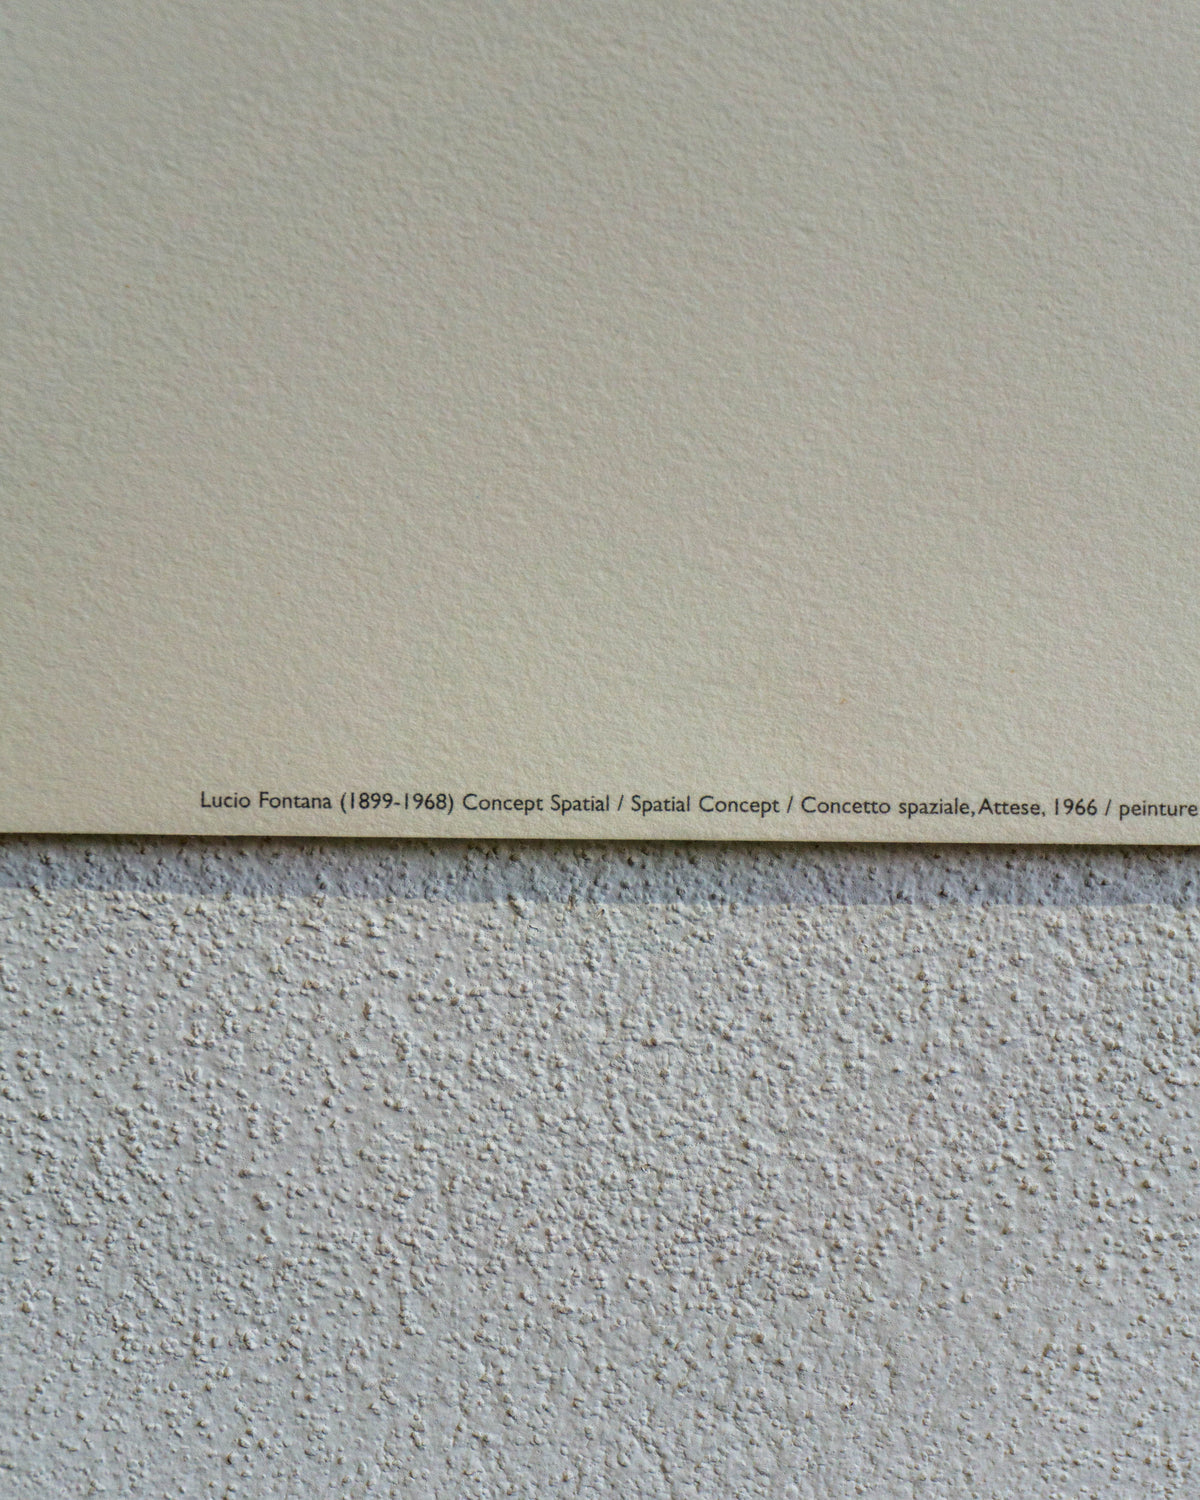 Lucio Fontana (1899-1968) Concept Spatial / Spatial Concept / Concetto spaziale, Attese, 1966 / peinture